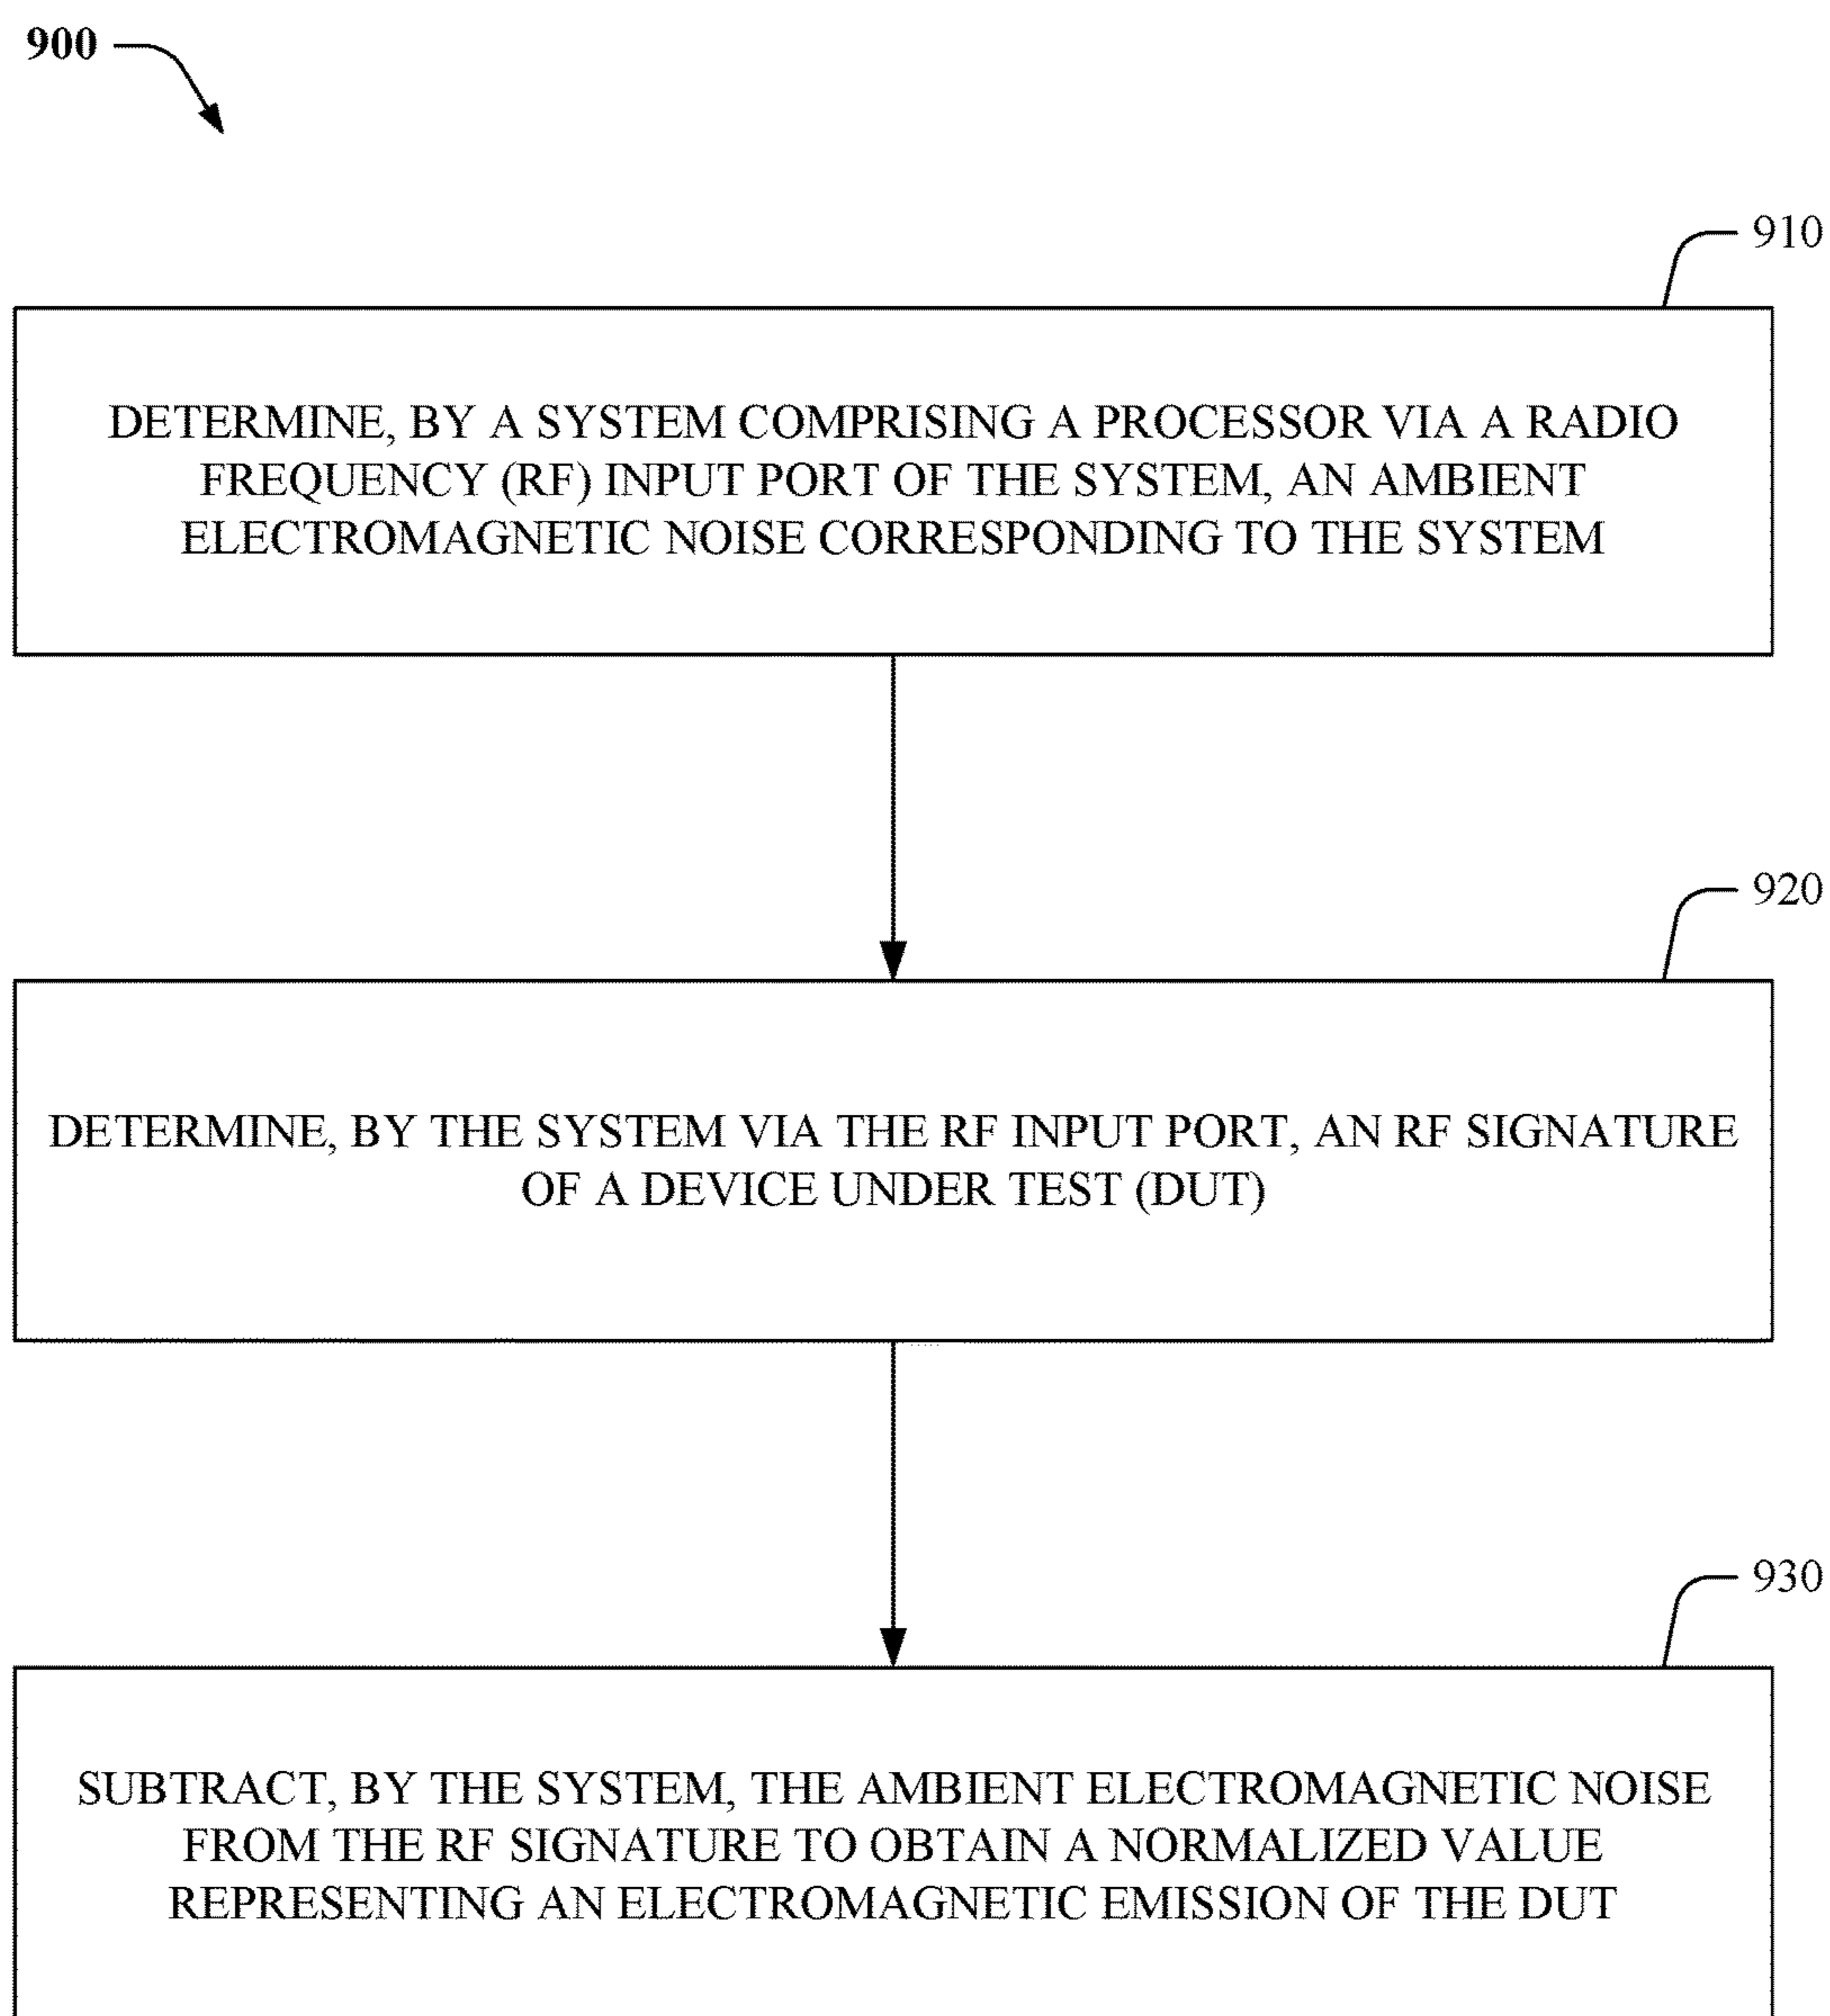 900
910
DETERMINE, BY A SYSTEM COMPRISING A PROCESSOR VIA A RADIO
FREQUENCY (RF) INPUT PORT OF THE SYSTEM, AN AMBIENT
ELECTROMAGNETIC NOISE CORRESPONDING TO THE SYSTEM
920
DETERMINE, BY THE SYSTEM VIA THE RF INPUT PORT, AN RF SIGNATURE
OF A DEVICE UNDER TEST (DUT)
930
SUBTRACT, BY THE SYSTEM, THE AMBIENT ELECTROMAGNETIC NOISE
FROM THE RF SIGNATURE TO OBTAIN A NORMALIZED VALUE
REPRESENTING AN ELECTROMAGNETIC EMISSION OF THE DUT